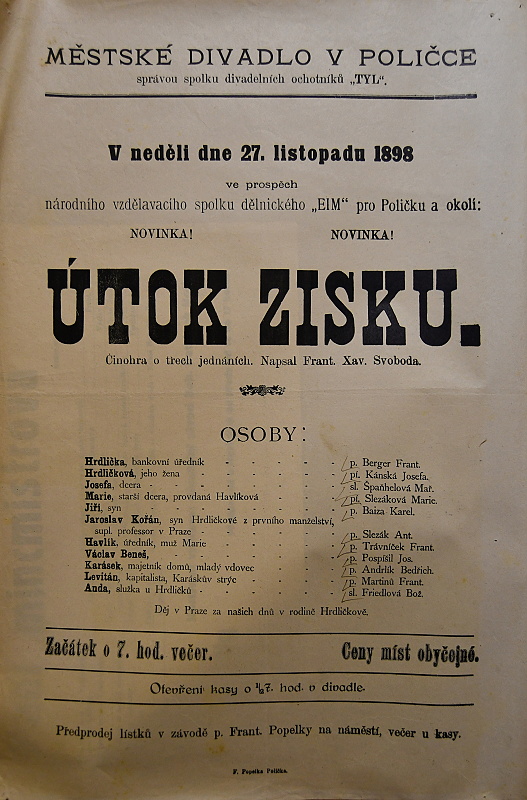 MĚSTSKÉ DIVADLO V POLIČCE
správou spolku divadelních ochotníků „TYL“.
V neděli dne 27. listopadu 1898
ve prospěch
národního vzdělavacího spolku dělnického „EIM“ pro Poličku a okolí:
NOVINKA! NOVINKA!
ÚTOK ZISKU.
Činohra o třech jednáních. Napsal Frant. Xav. Svoboda.
OSOBY:
Hrdlička, bankovní úředník - - - - - p. Berger Frant.
Hrdličková, jeho žena - - - - - pí. Kánská Josefa.
Josefa, dcera - - - - - - - - sl. Španhelová Mař.
Marie, starší dcera, provdaná Havlíková - - - - pí. Slezáková Marie.
Jiří, syn - - - - - p. Baiza Karel.
Jaroslav Kořán, syn Hrdličkové z prvního manželství,
supl. professor v Praze - - - - - - p. Slezák Ant.
Havlík, úředník, muž Marie - - - - - p. Trávníček Frant.
Václav Beneš, - - - - - p. Pospíšil Jos.
Karásek, majetník domů, mladý vdovec - - - - p. Andrlík Bedřich.
Levitán, kapitalista, Karáskův strýc - - - - p. Martinů Frant.
Anda, služka u Hrdličků - - - - - - sl. Friedlová Bož.
Děj v Praze za našich dnů v rodině Hrdličkově.
Začátek o 7. hod. večer. Ceny míst obyčejné.
Otevření kasy o ½7. hod. v divadle.
Předprodej lístků v závodě p. Frant. Popelky na náměstí, večer u kasy.
F. Popelka Polička.